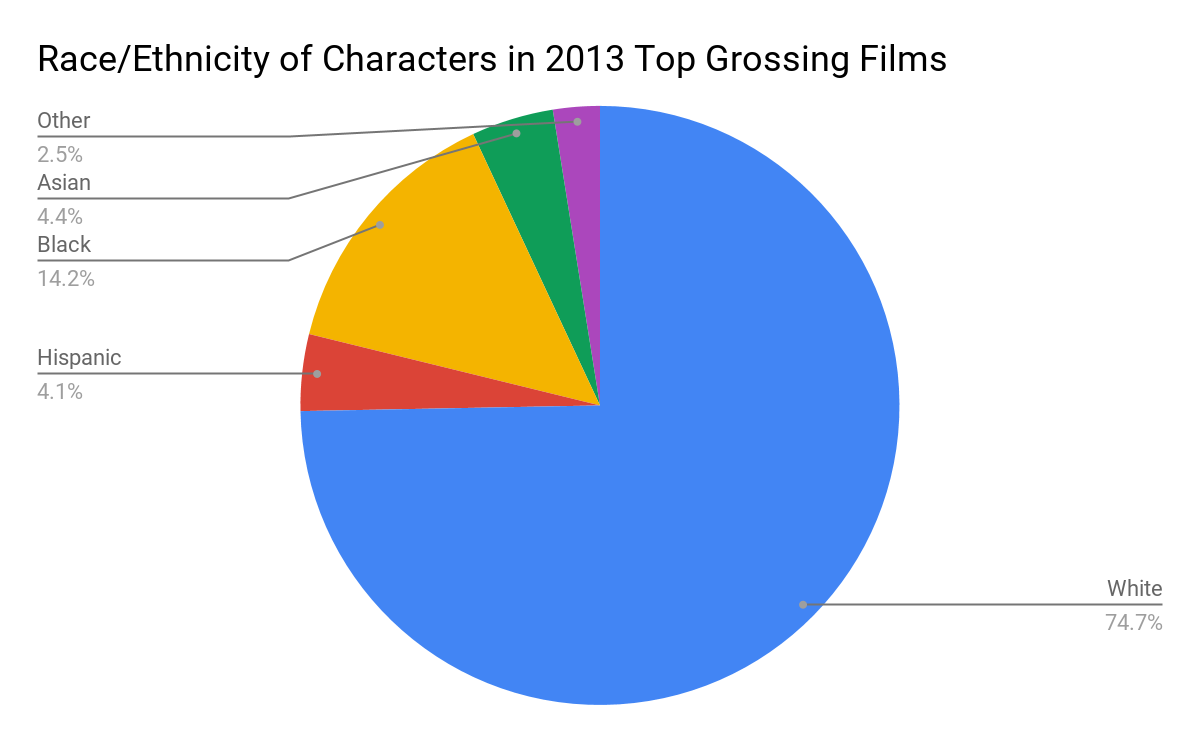 Race/Ethnicity of Characters in 2013 Top Grossing Films
Other
2.5%
Asian
4.4%
Black
14.2%
Hispanic
4.1%
White
74.7%